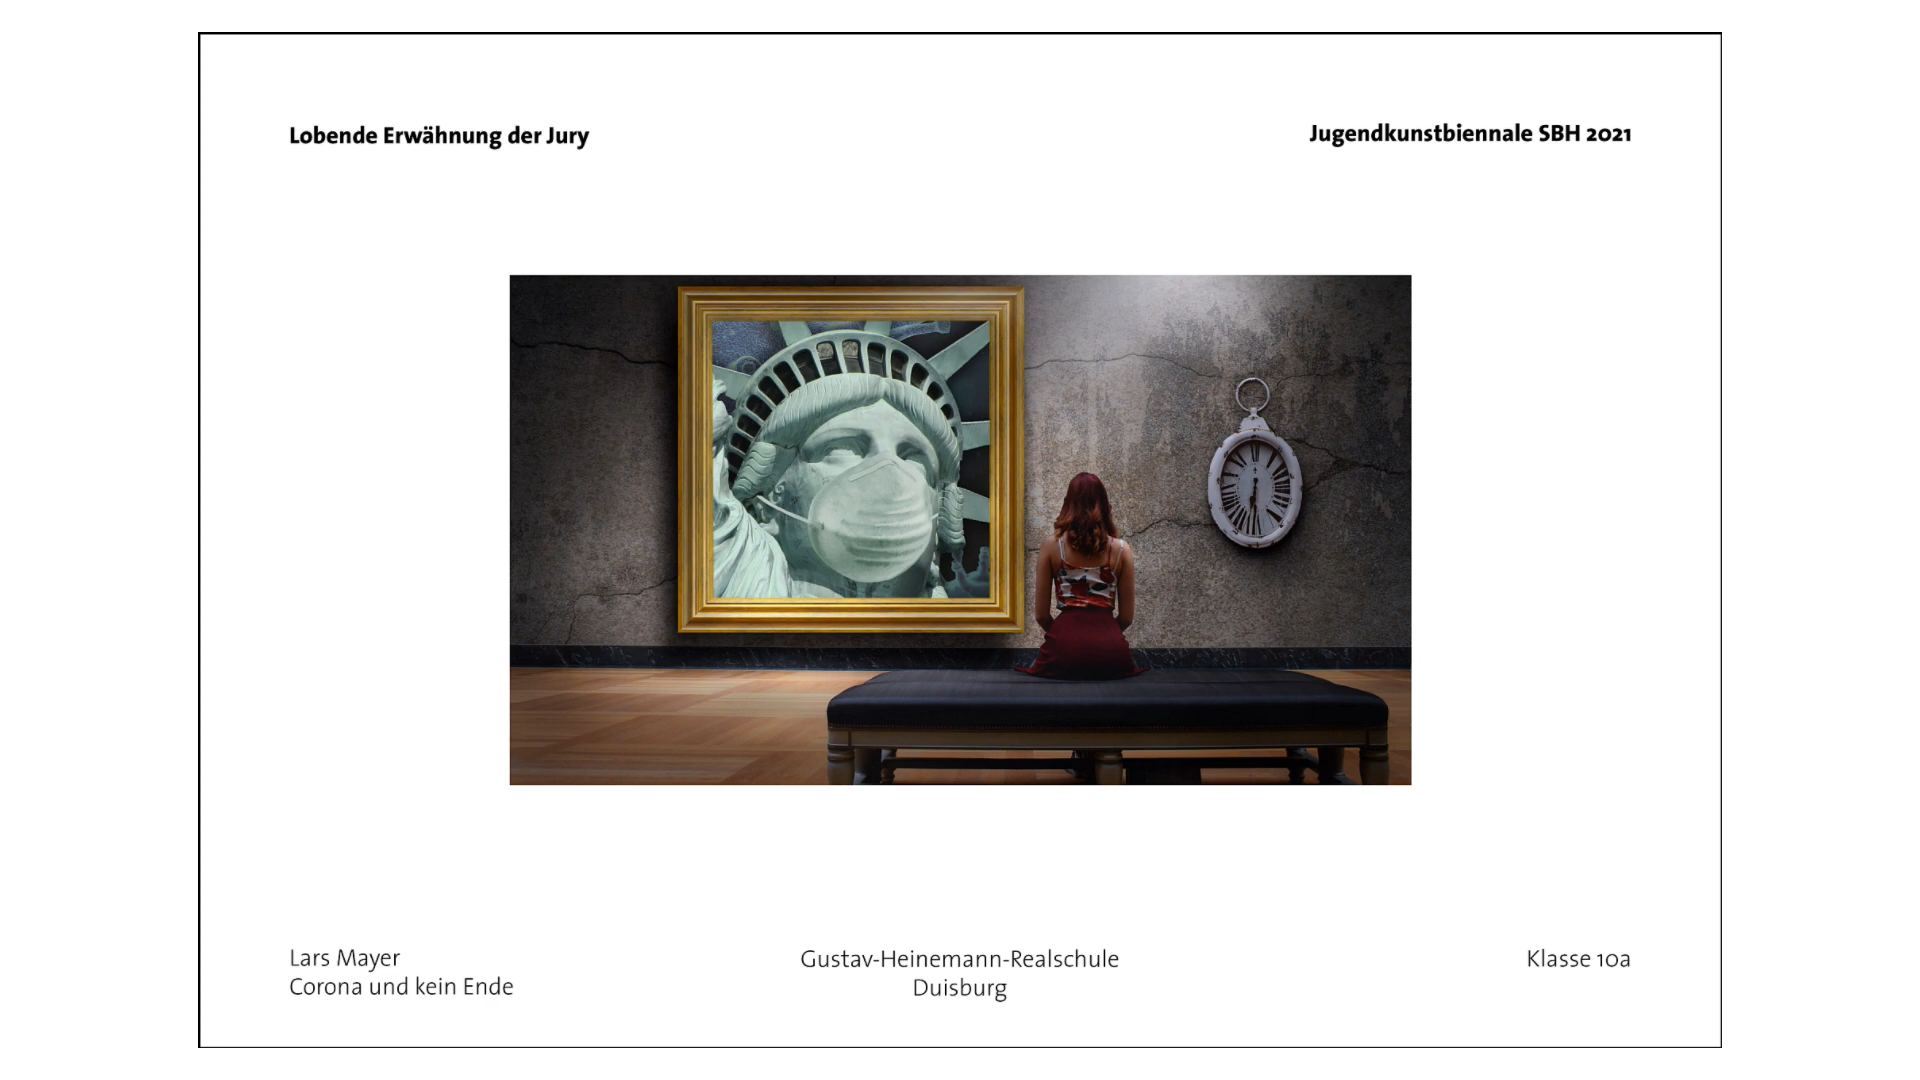 Lobende Erwähnung der Jury
Jugendkunstbiennale SBH 2021
Lars Mayer
Corona und kein Ende
Gustav-Heinemann-Realschule
Duisburg
Klasse 10a